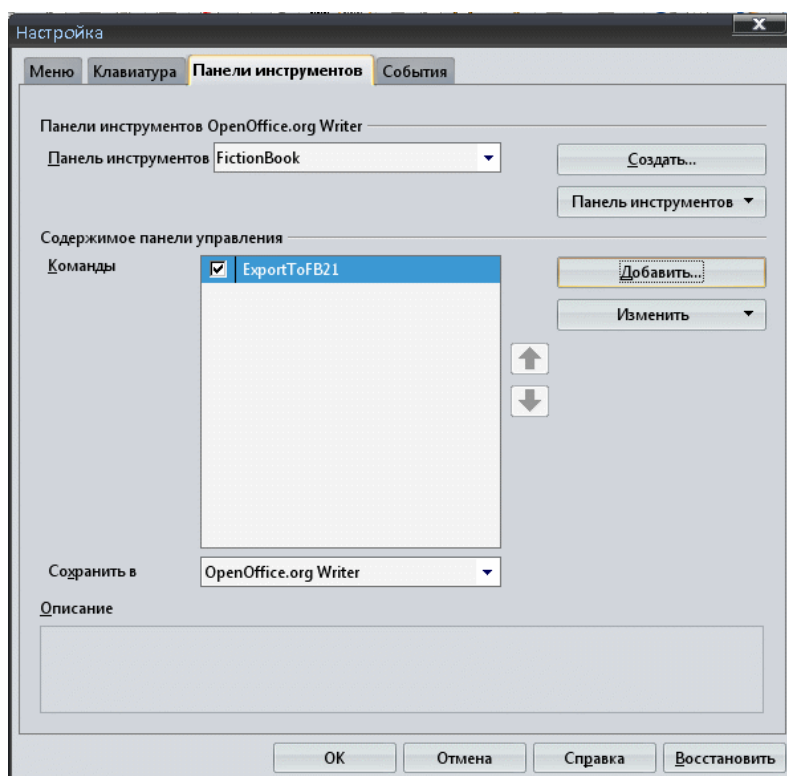 Настройка
Меню Клавиатура Панели инструментов События
Панели инструментов OpenOffice.org Writer
Панель инструментов FictionBook Создать...
Панель инструментов
Содержимое панели управления
Команды ExportToFB21 Добавить...
Изменить
Сохранить в OpenOffice.org Writer
Описание
OK Отмена Справка Восстановить